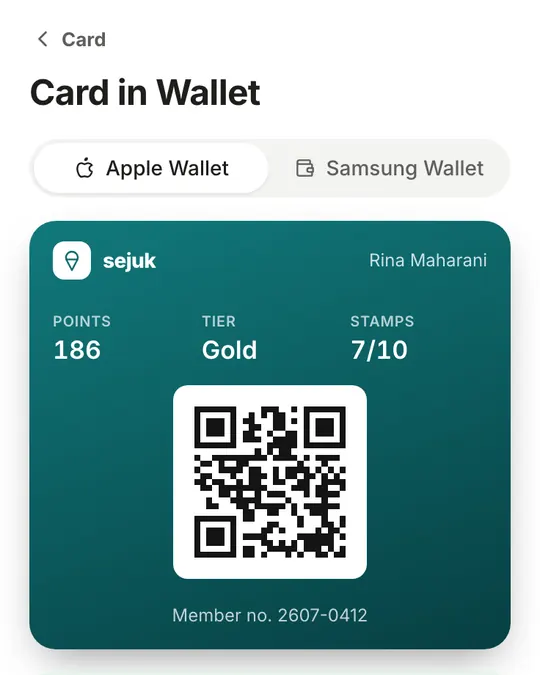 Card
Card in Wallet
Apple Wallet
Samsung Wallet
sejuk
Rina Maharani
POINTS
TIER
STAMPS
186
Gold
7/10
Member no. 2607-0412